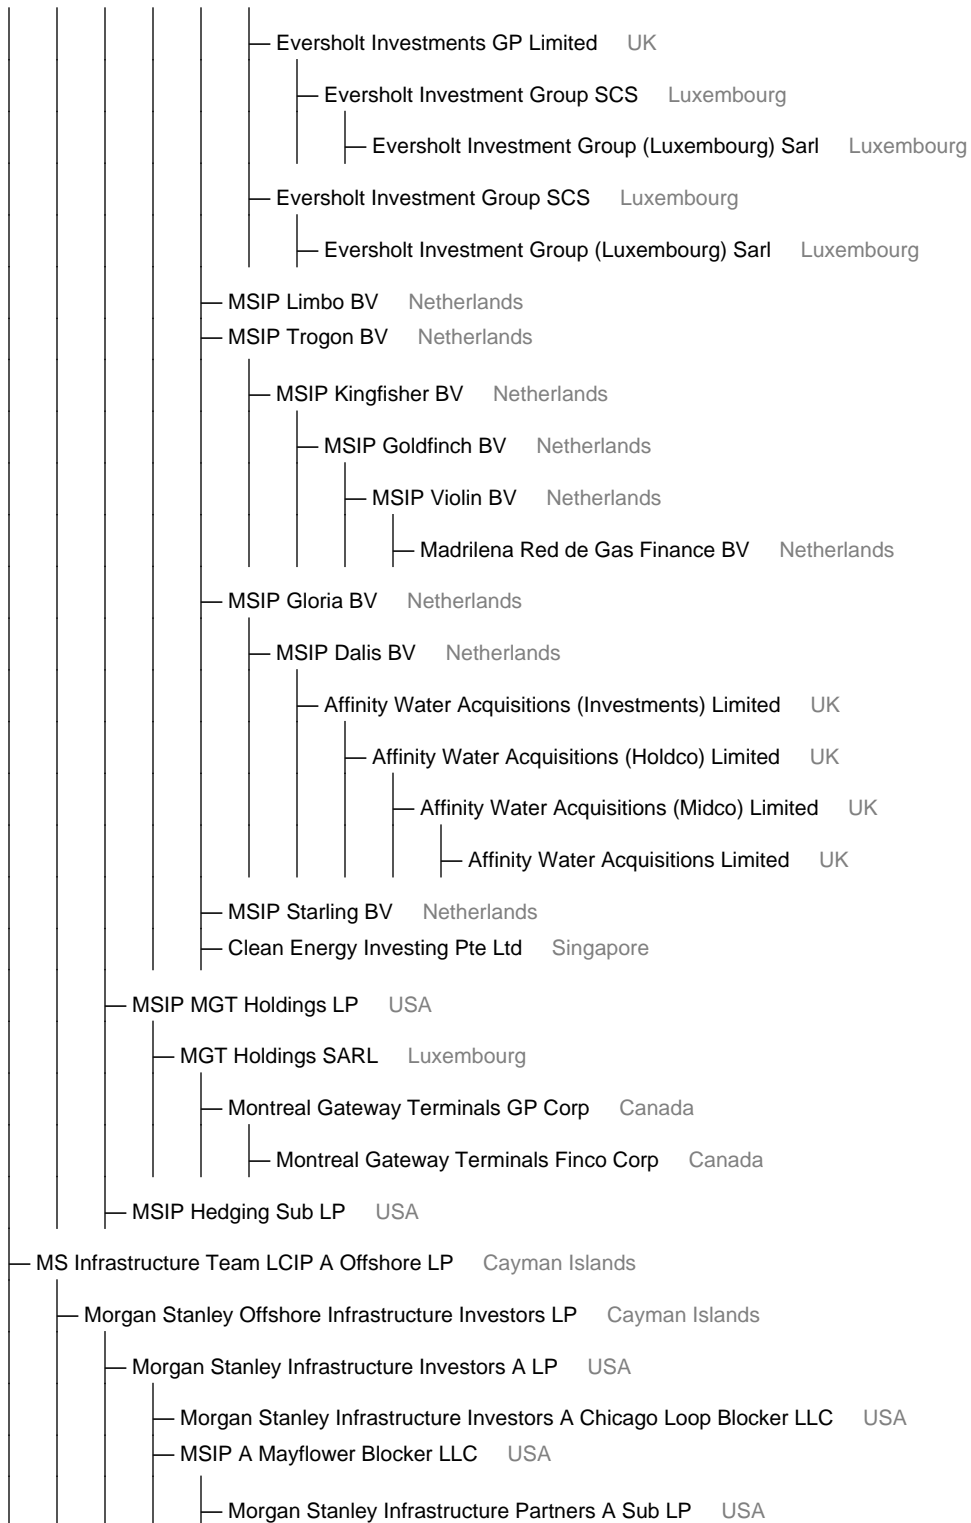 Eversholt Investments GP Limited UK
Eversholt Investment Group SCS Luxembourg
Eversholt Investment Group (Luxembourg) Sarl Luxembourg
Eversholt Investment Group SCS Luxembourg
Eversholt Investment Group (Luxembourg) Sarl Luxembourg
MSIP Limbo BV Netherlands
MSIP Trogon BV Netherlands
MSIP Kingfisher BV Netherlands
MSIP Goldfinch BV Netherlands
MSIP Violin BV Netherlands
Madrilena Red de Gas Finance BV Netherlands
MSIP Gloria BV Netherlands
MSIP Dalis BV Netherlands
Affinity Water Acquisitions (Investments) Limited UK
Affinity Water Acquisitions (Holdco) Limited UK
Affinity Water Acquisitions (Midco) Limited UK
Affinity Water Acquisitions Limited UK
MSIP Starling BV Netherlands
Clean Energy Investing Pte Ltd Singapore
MSIP MGT Holdings LP USA
MGT Holdings SARL Luxembourg
Montreal Gateway Terminals GP Corp Canada
Montreal Gateway Terminals Finco Corp Canada
MSIP Hedging Sub LP USA
MS Infrastructure Team LCIP A Offshore LP Cayman Islands
Morgan Stanley Offshore Infrastructure Investors LP Cayman Islands
Morgan Stanley Infrastructure Investors A LP USA
Morgan Stanley Infrastructure Investors A Chicago Loop Blocker LLC USA
MSIP A Mayflower Blocker LLC USA
Morgan Stanley Infrastructure Partners A Sub LP USA